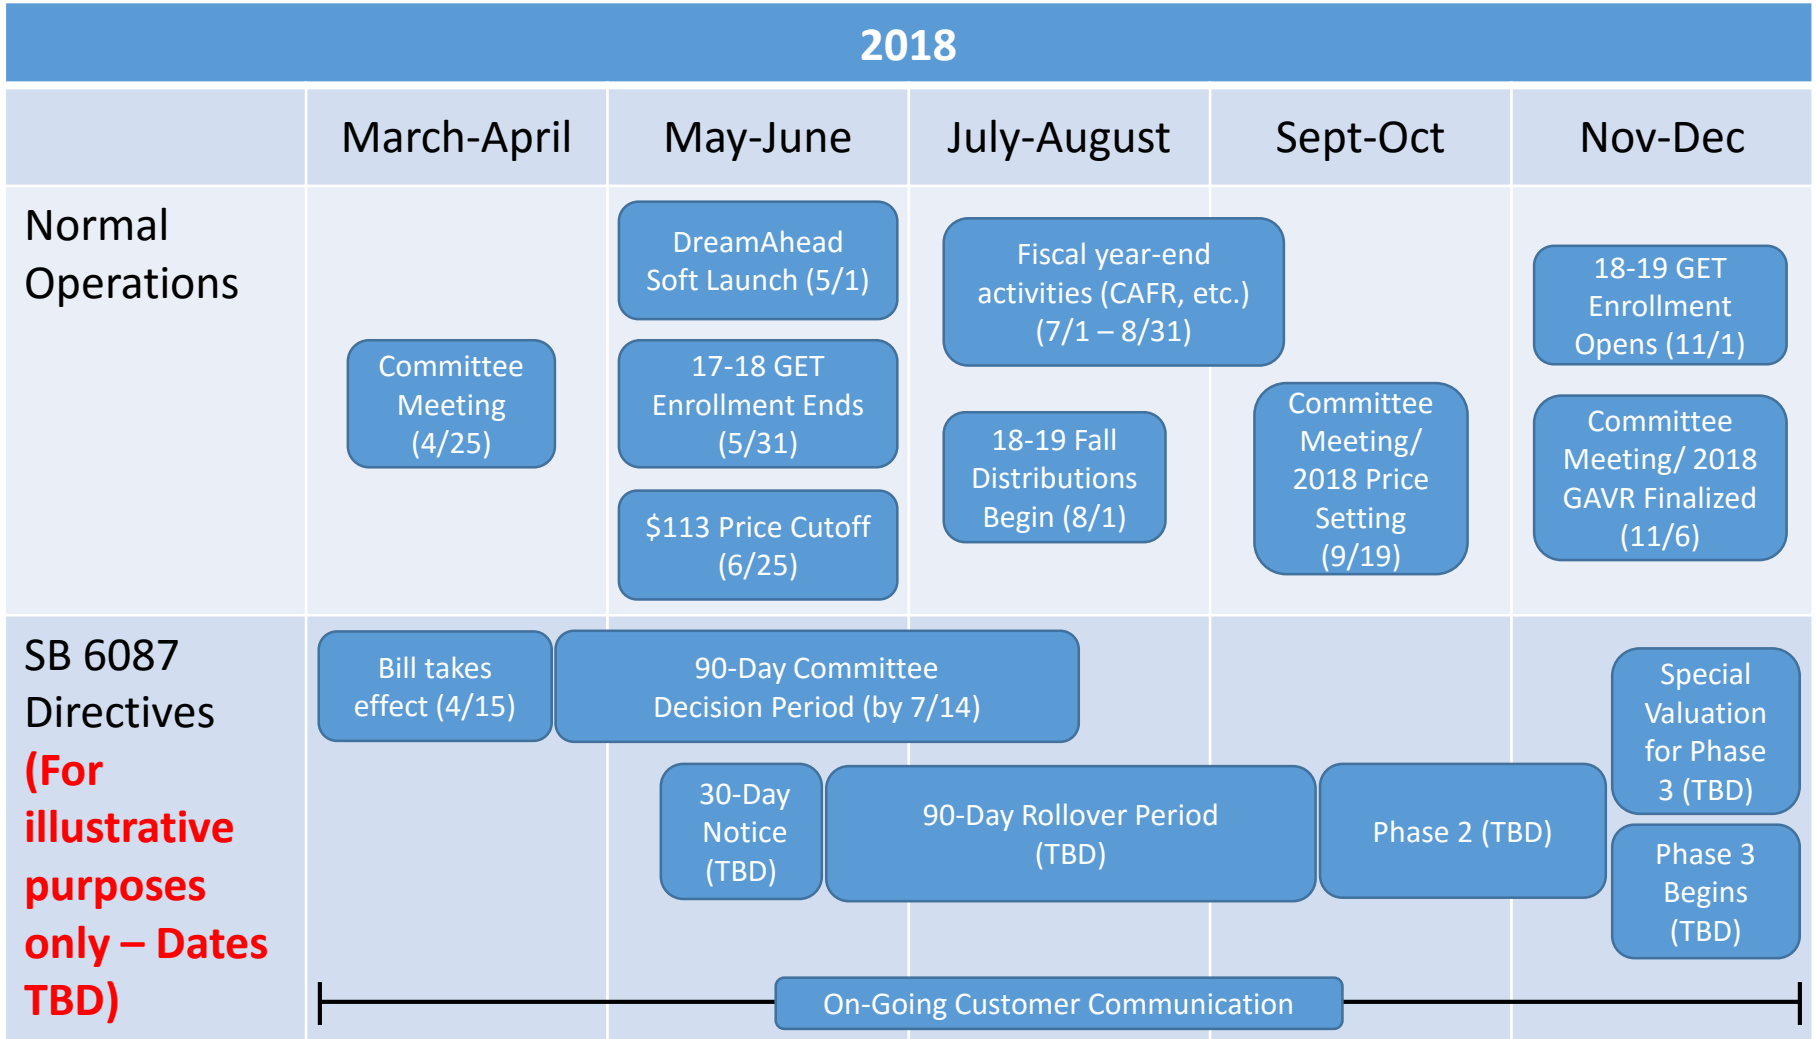 2018
March-April
May-June
July-August
Sept-Oct
Nov-Dec
Normal
Operations
Committee
Meeting
(4/25)
DreamAhead
Soft Launch (5/1)
17-18 GET
Enrollment Ends
(5/31)
$113 Price Cutoff
(6/25)
Fiscal year-end
activities (CAFR, etc.)
(7/1 – 8/31)
18-19 Fall
Distributions
Begin (8/1)
Committee
Meeting/
2018 Price
Setting
(9/19)
18-19 GET
Enrollment
Opens (11/1)
Committee
Meeting/ 2018
GAVR Finalized
(11/6)
SB 6087
Directives
(For
illustrative
purposes
only – Dates
TBD)
Bill takes
effect (4/15)
90-Day Committee
Decision Period (by 7/14)
30-Day
Notice
(TBD)
90-Day Rollover Period
(TBD)
Phase 2 (TBD)
Special
Valuation
for Phase
3 (TBD)
Phase 3
Begins
(TBD)
On-Going Customer Communication